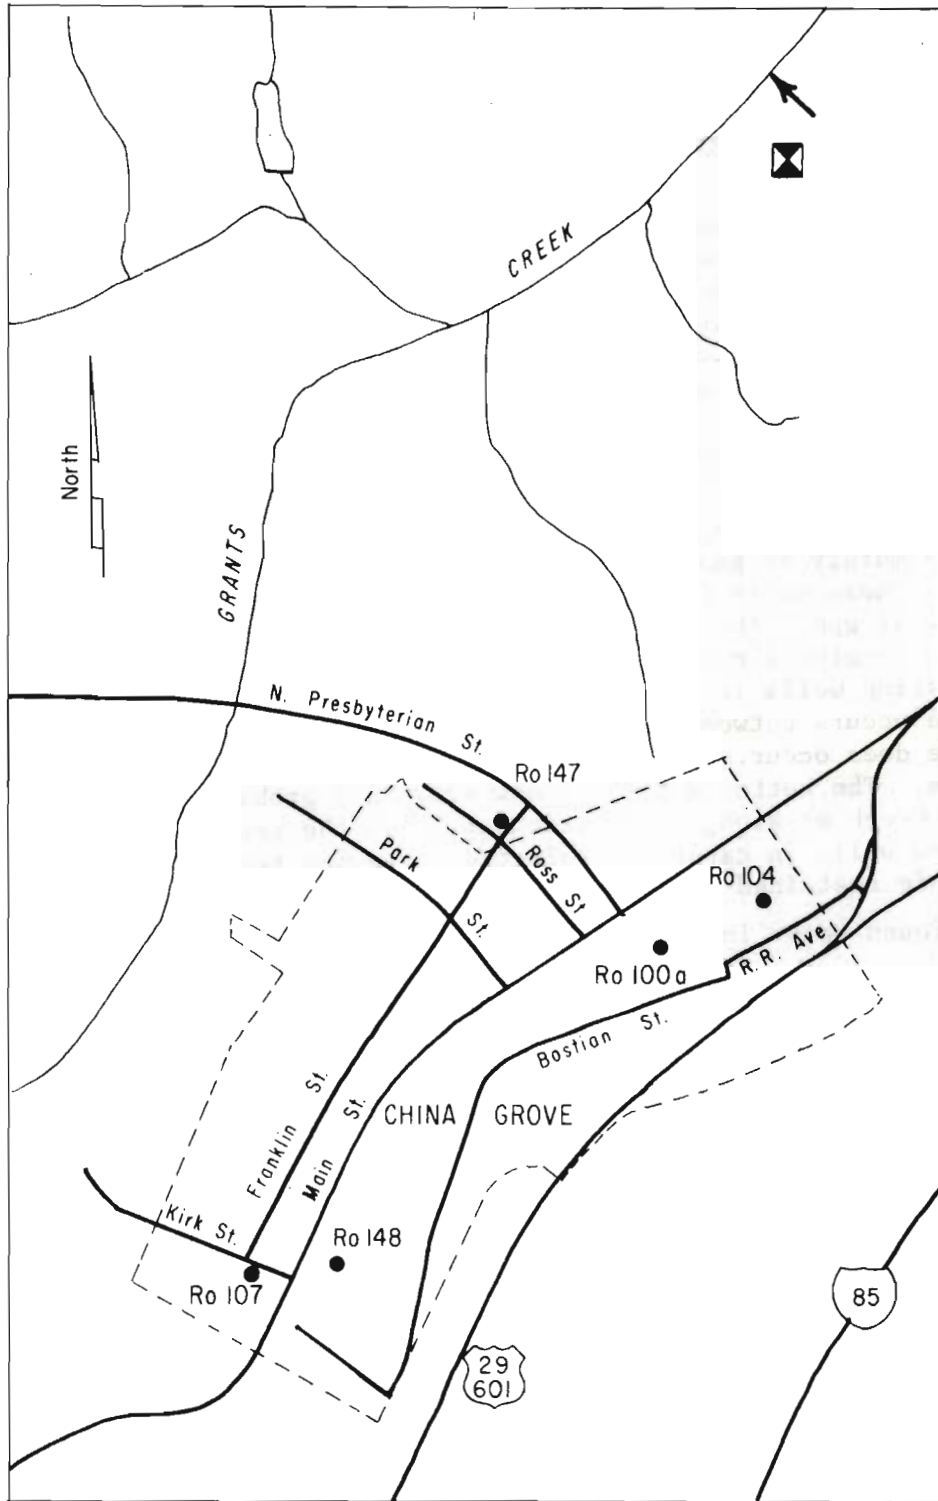 CREEK
North
GRANTS
N. Presbyterian St.
Ro 147
Park St.
Ross St
Ro 104
Ro 100a
R.R. Ave.
Bostian St.
Franklin St.
Main St.
CHINA GROVE
Kirk St.
Ro 148
Ro 107
85
29
601